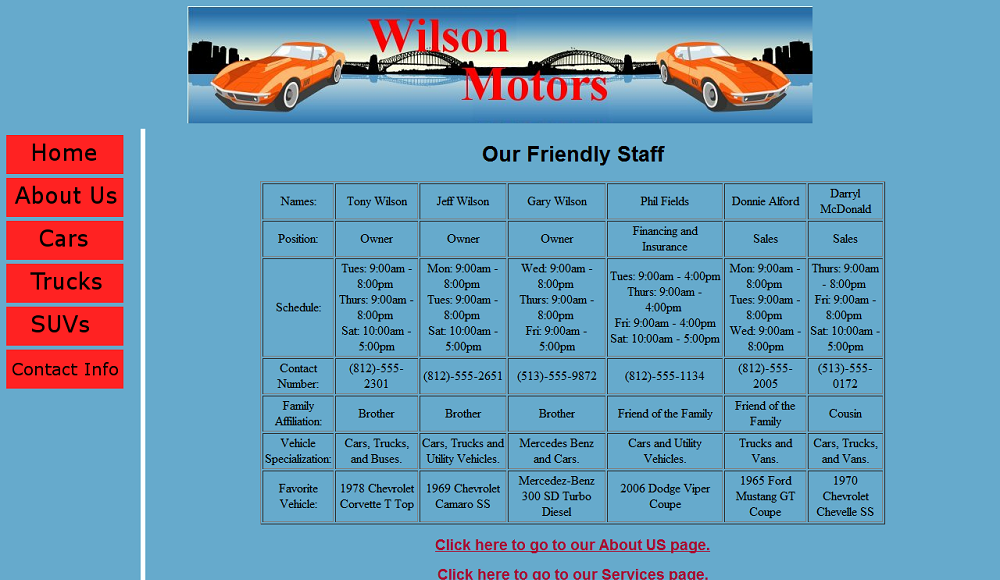 Wilson
Motors
Home
About Us
Cars
Trucks
SUVs
Contact Info
Our Friendly Staff
Names: Tony Wilson Jeff Wilson Gary Wilson Phil Fields Donnie Alford Darryl McDonald
Position: Owner Owner Owner Financing and Insurance Sales Sales
Schedule:
Tues: 9:00am -
8:00pm
Thurs: 9:00am -
8:00pm
Sat: 10:00am -
5:00pm
Mon: 9:00am -
8:00pm
Tues: 9:00am -
8:00pm
Sat: 10:00am -
5:00pm
Wed: 9:00am -
8:00pm
Thurs: 9:00am -
8:00pm
Fri: 9:00am -
5:00pm
Tues: 9:00am - 4:00pm
Thurs: 9:00am -
4:00pm
Fri: 9:00am - 4:00pm
Sat: 10:00am - 5:00pm
Mon: 9:00am -
8:00pm
Tues: 9:00am -
8:00pm
Wed: 9:00am -
8:00pm
Thurs: 9:00am
- 8:00pm
Fri: 9:00am -
8:00pm
Sat: 10:00am -
5:00pm
Contact Number: (812)-555-2301 (812)-555-2651 (513)-555-9872 (812)-555-1134 (812)-555-2005 (513)-555-0172
Family Affiliation: Brother Brother Brother Friend of the Family Friend of the Family Cousin
Vehicle Specialization: Cars, Trucks, and Buses. Cars, Trucks and Utility Vehicles. Mercedes Benz and Cars. Cars and Utility Vehicles. Trucks and Vans. Cars, Trucks, and Vans.
Favorite Vehicle: 1978 Chevrolet Corvette T Top 1969 Chevrolet Camaro SS Mercedez-Benz 300 SD Turbo Diesel 2006 Dodge Viper Coupe 1965 Ford Mustang GT Coupe 1970 Chevrolet Chevelle SS
Click here to go to our About US page.
Click here to go to our Services page.